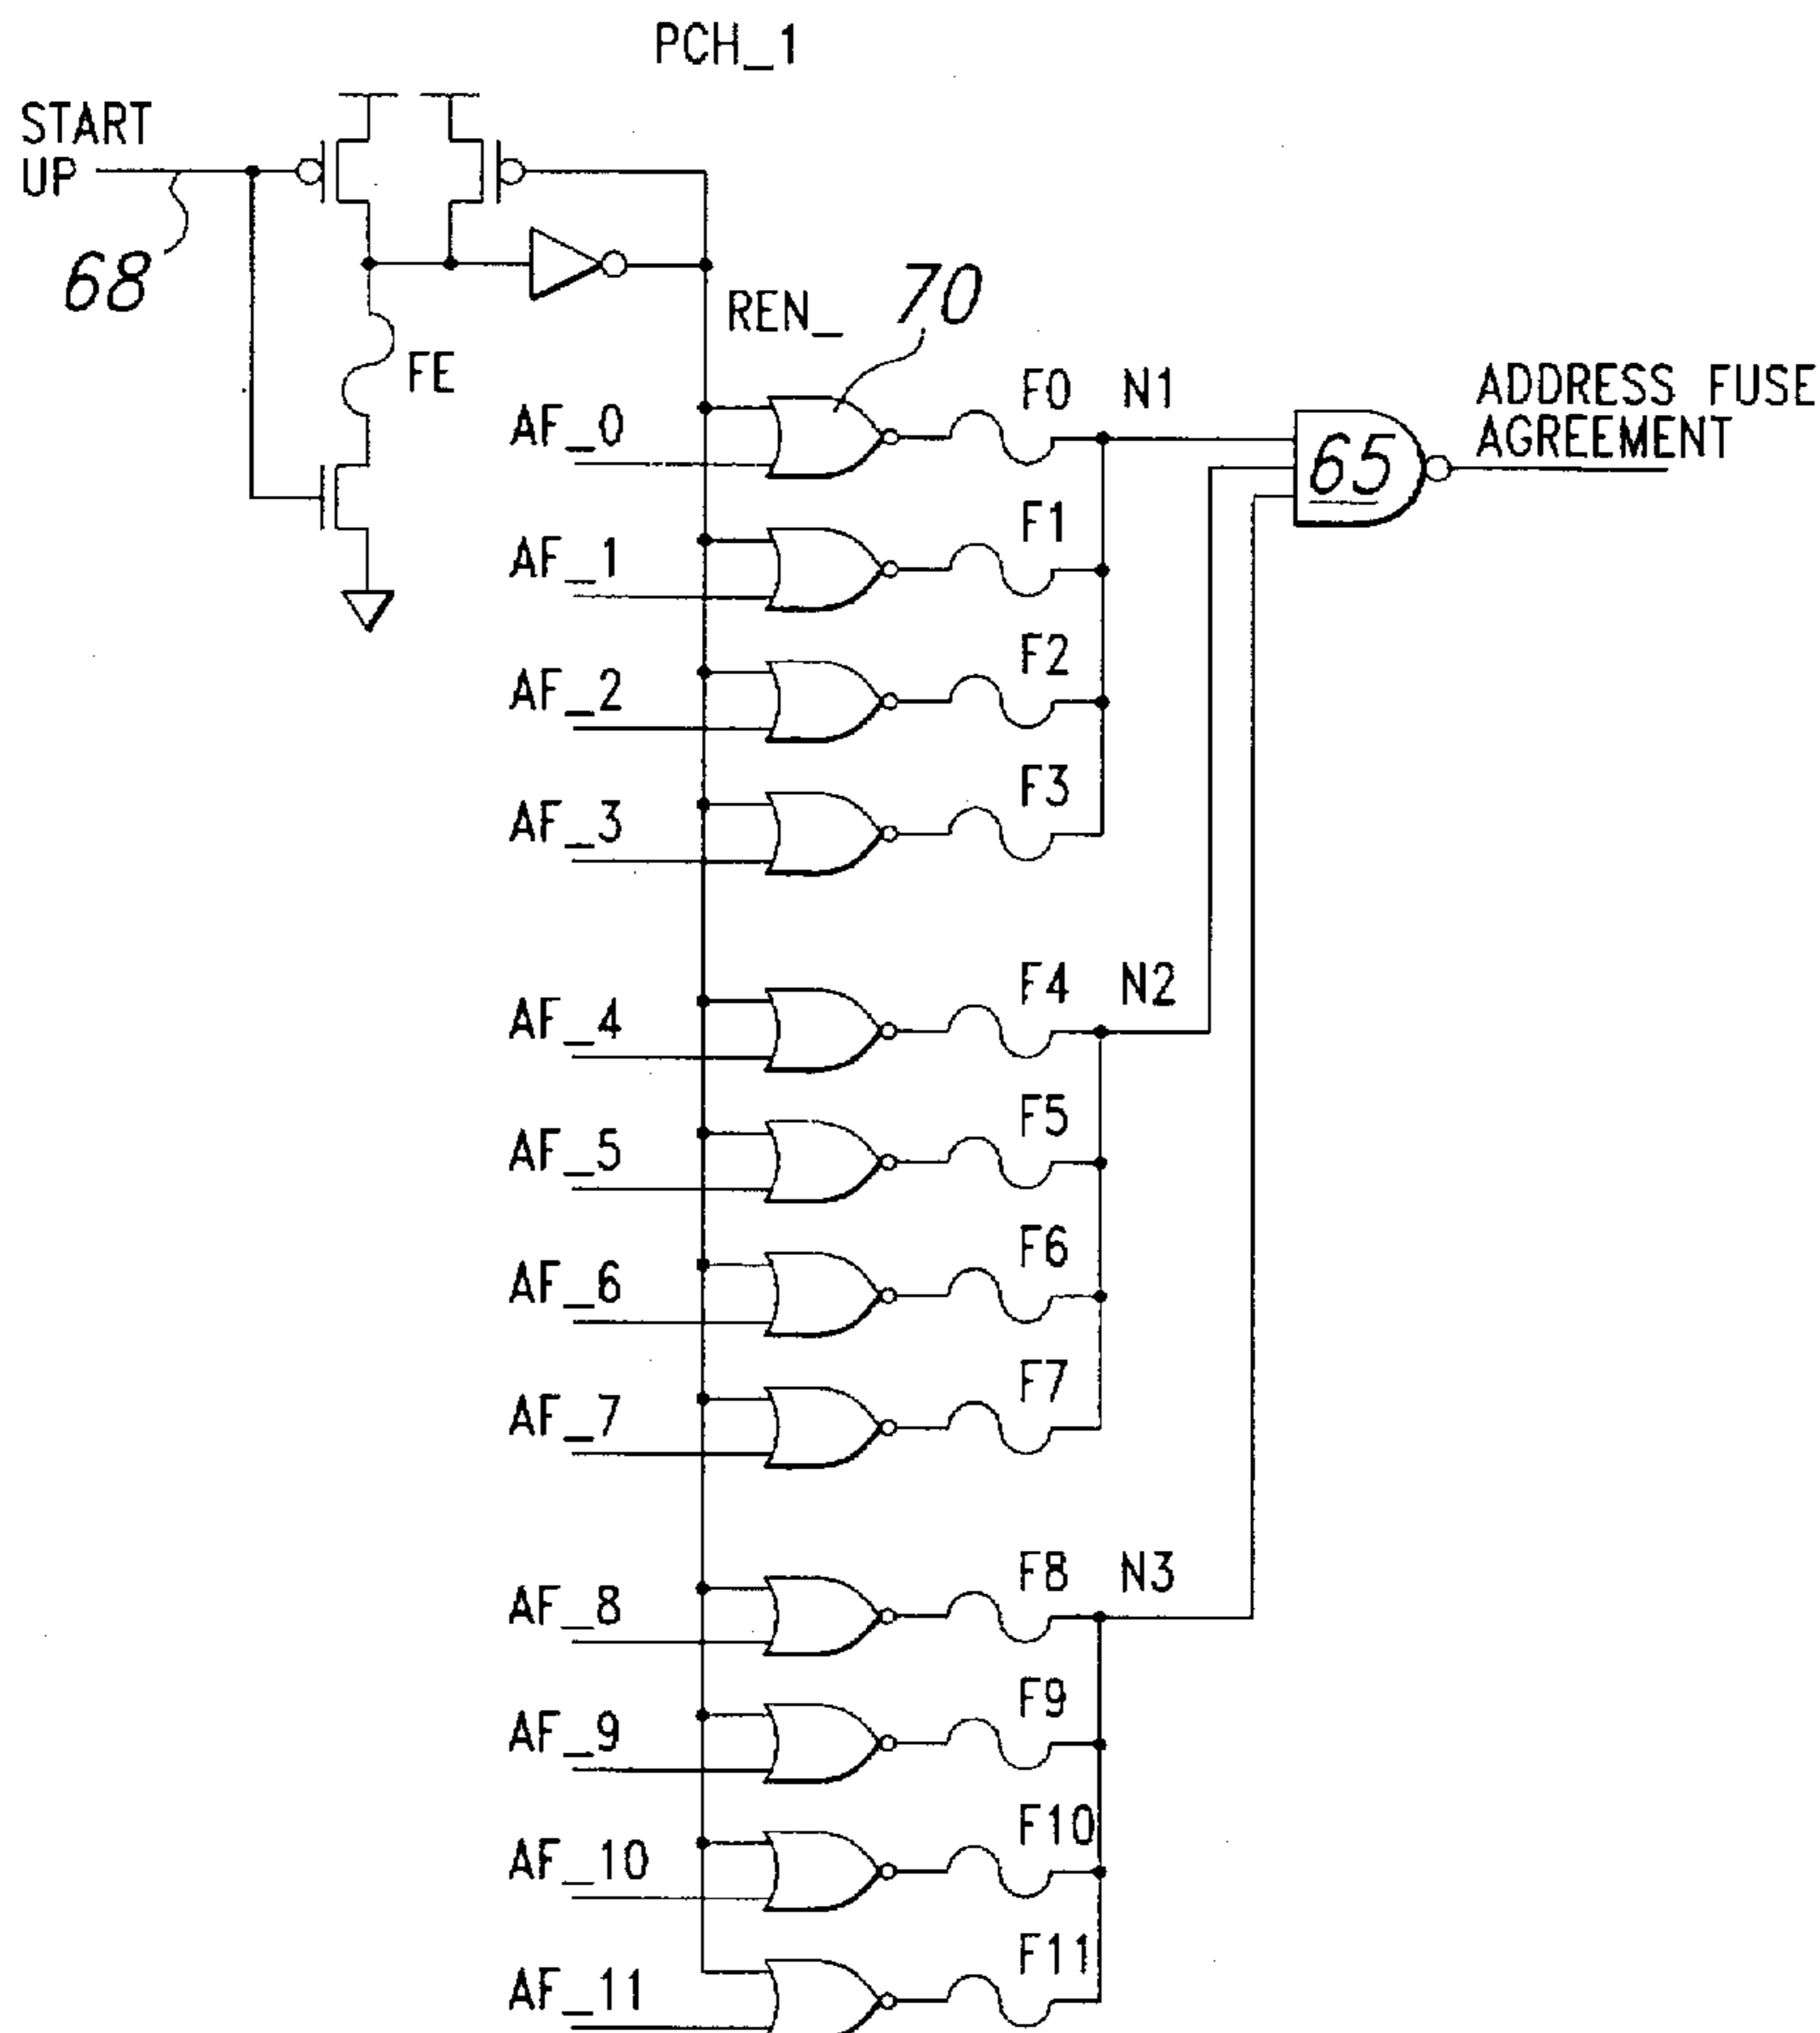 PCH_1
START
UP
68
FE
REN_
70
AF_0
F0
N1
65
ADDRESS FUSE
AGREEMENT
AF_1
F1
AF_2
F2
AF_3
F3
AF_4
F4
N2
AF_5
F5
AF_6
F6
AF_7
F7
AF_8
F8
N3
AF_9
F9
AF_10
F10
AF_11
F11